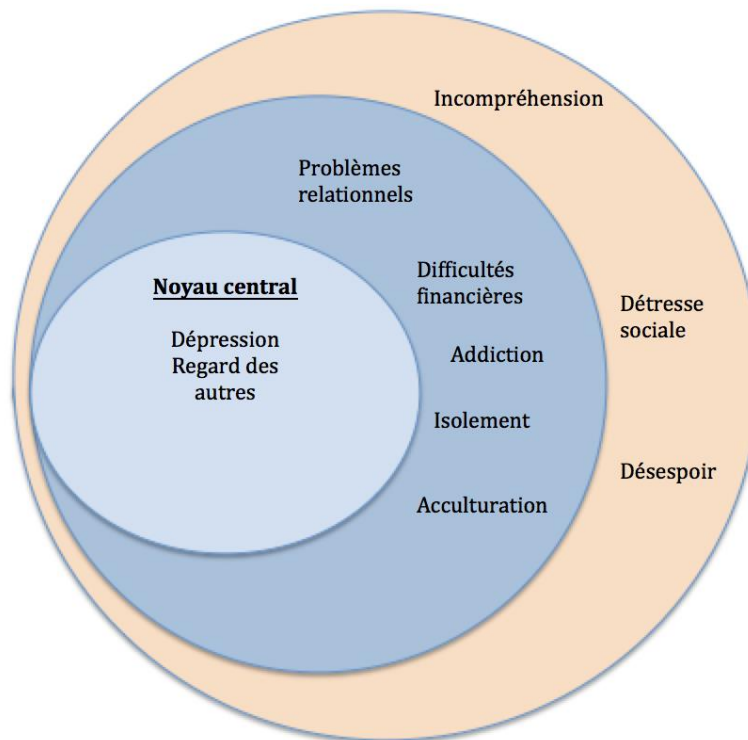 Incompréhension
Problèmes
relationnels
Noyau central
Dépression
Regard des
autres
Difficultés
financières
Addiction
Isolement
Acculturation
Détresse
sociale
Désespoir